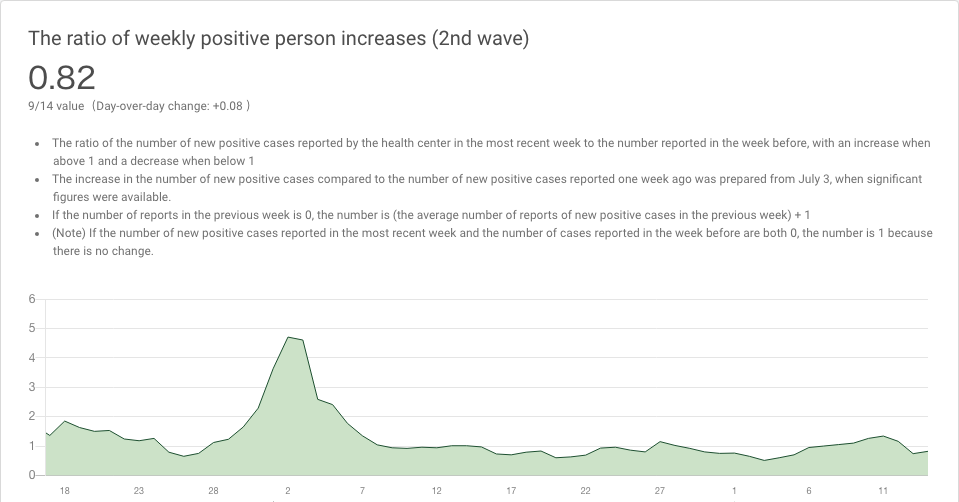 The ratio of weekly positive person increases (2nd wave)
0.82
9/14 value （Day-over-day change: +0.08 ）
• The ratio of the number of new positive cases reported by the health center in the most recent week to the number reported in the week before, with an increase when
above 1 and a decrease when below 1
• The increase in the number of new positive cases compared to the number of new positive cases reported one week ago was prepared from July 3, when significant
figures were available.
• If the number of reports in the previous week is 0, the number is (the average number of reports of new positive cases in the previous week) + 1
• (Note) If the number of new positive cases reported in the most recent week and the number of cases reported in the week before are both 0, the number is 1 because
there is no change.
6
5
4
3
2
1
0
18 23 28 2 7 12 17 22 27 1 6 11